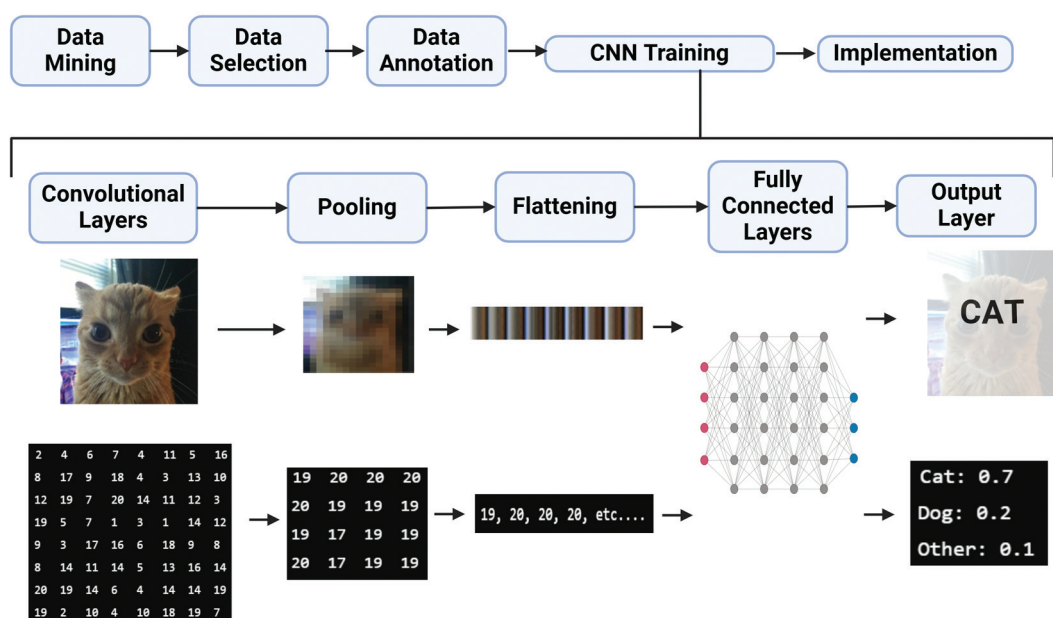 Data
Mining
Data
Selection
Data
Annotation
CNN Training
Implementation
Convolutional
Layers
Pooling
Flattening
Fully
Connected
Layers
Output
Layer
CAT
2 4 6 7 4 11 5 16
8 17 9 18 4 3 13 10
12 19 7 20 14 11 12 3
19 5 7 1 3 1 14 12
9 3 17 16 6 18 9 8
8 14 11 14 5 13 16 14
20 19 14 6 4 14 14 19
19 2 10 4 10 18 19 7
19 20 20 20
20 19 19 19
19 17 19 19
20 17 19 19
19, 20, 20, 20, etc....
Cat: 0.7
Dog: 0.2
Other: 0.1